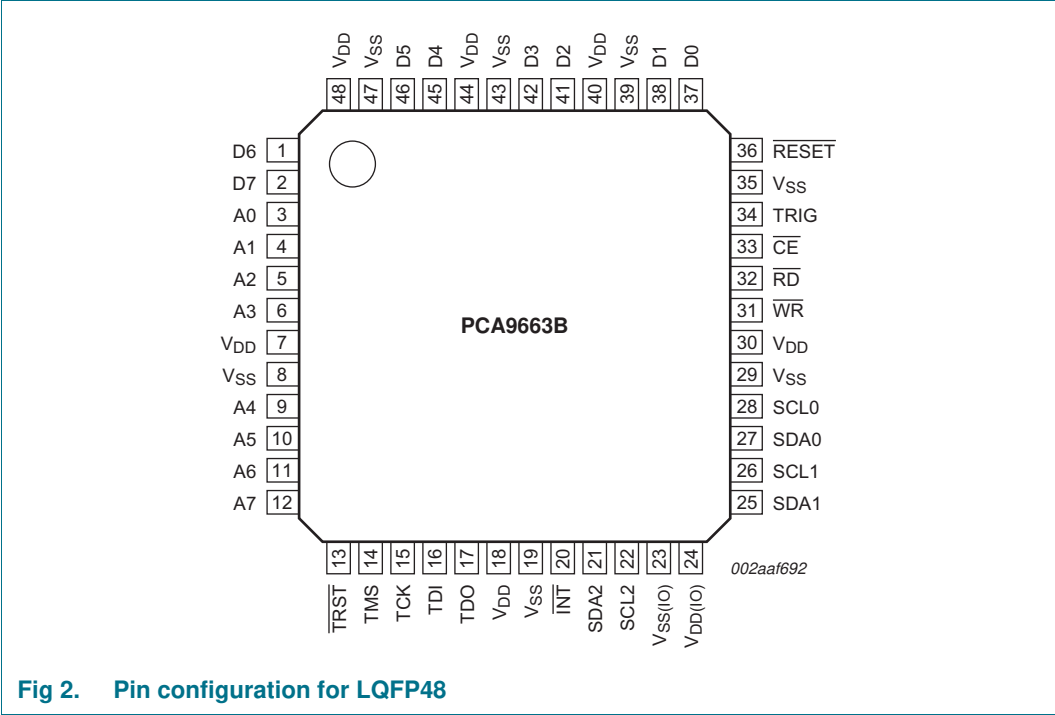 VDD VSS D5 D4 VDD VSS D3 D2 VDD VSS D1 D0
48 47 46 45 44 43 42 41 40 39 38 37
D6 1
D7 2
A0 3
A1 4
A2 5
A3 6
VDD 7
VSS 8
A4 9
A5 10
A6 11
A7 12
PCA9663B
36 RESET
35 VSS
34 TRIG
33 CE
32 RD
31 WR
30 VDD
29 VSS
28 SCL0
27 SDA0
26 SCL1
25 SDA1
13 14 15 16 17 18 19 20 21 22 23 24
TRST TMS TCK TDI TDO VDD VSS INT SDA2 SCL2 VSS(IO) VDD(IO)
002aaf692
Fig 2. Pin configuration for LQFP48